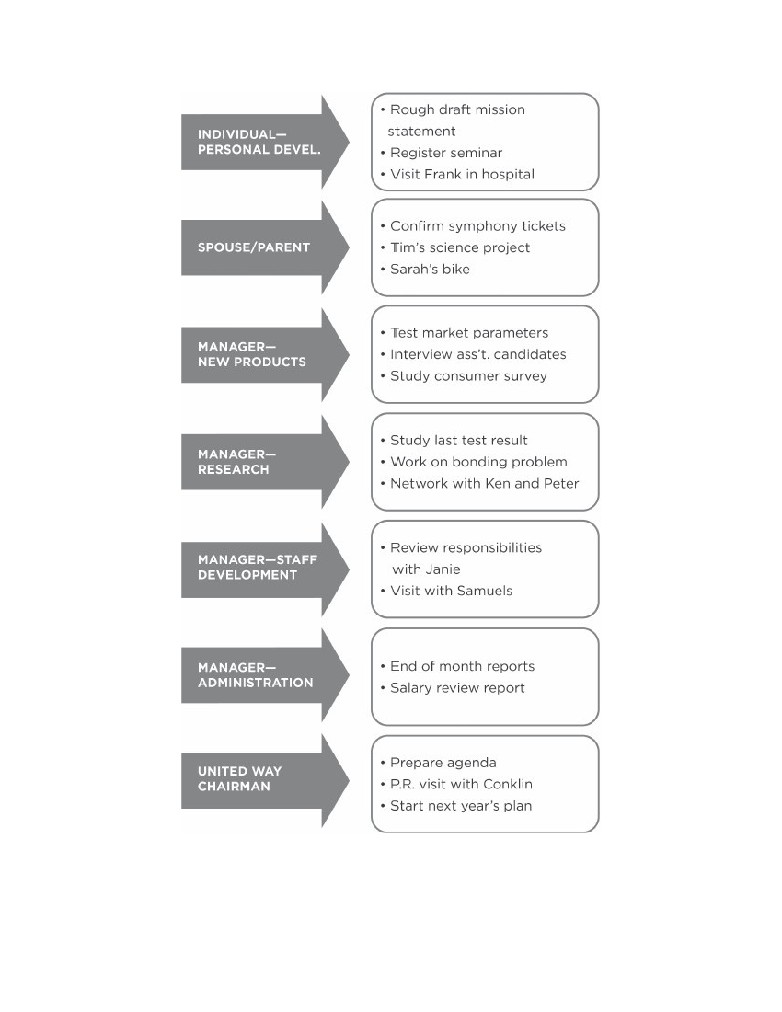 INDIVIDUAL—
PERSONAL DEVEL.
• Rough draft mission
statement
• Register seminar
• Visit Frank in hospital
SPOUSE/PARENT
• Confirm symphony tickets
• Tim's science project
• Sarah's bike
MANAGER—
NEW PRODUCTS
• Test market parameters
• Interview ass't. candidates
• Study consumer survey
MANAGER—
RESEARCH
• Study last test result
• Work on bonding problem
• Network with Ken and Peter
MANAGER—STAFF
DEVELOPMENT
• Review responsibilities
with Janie
• Visit with Samuels
MANAGER—
ADMINISTRATION
• End of month reports
• Salary review report
UNITED WAY
CHAIRMAN
• Prepare agenda
• P.R. visit with Conklin
• Start next year's plan